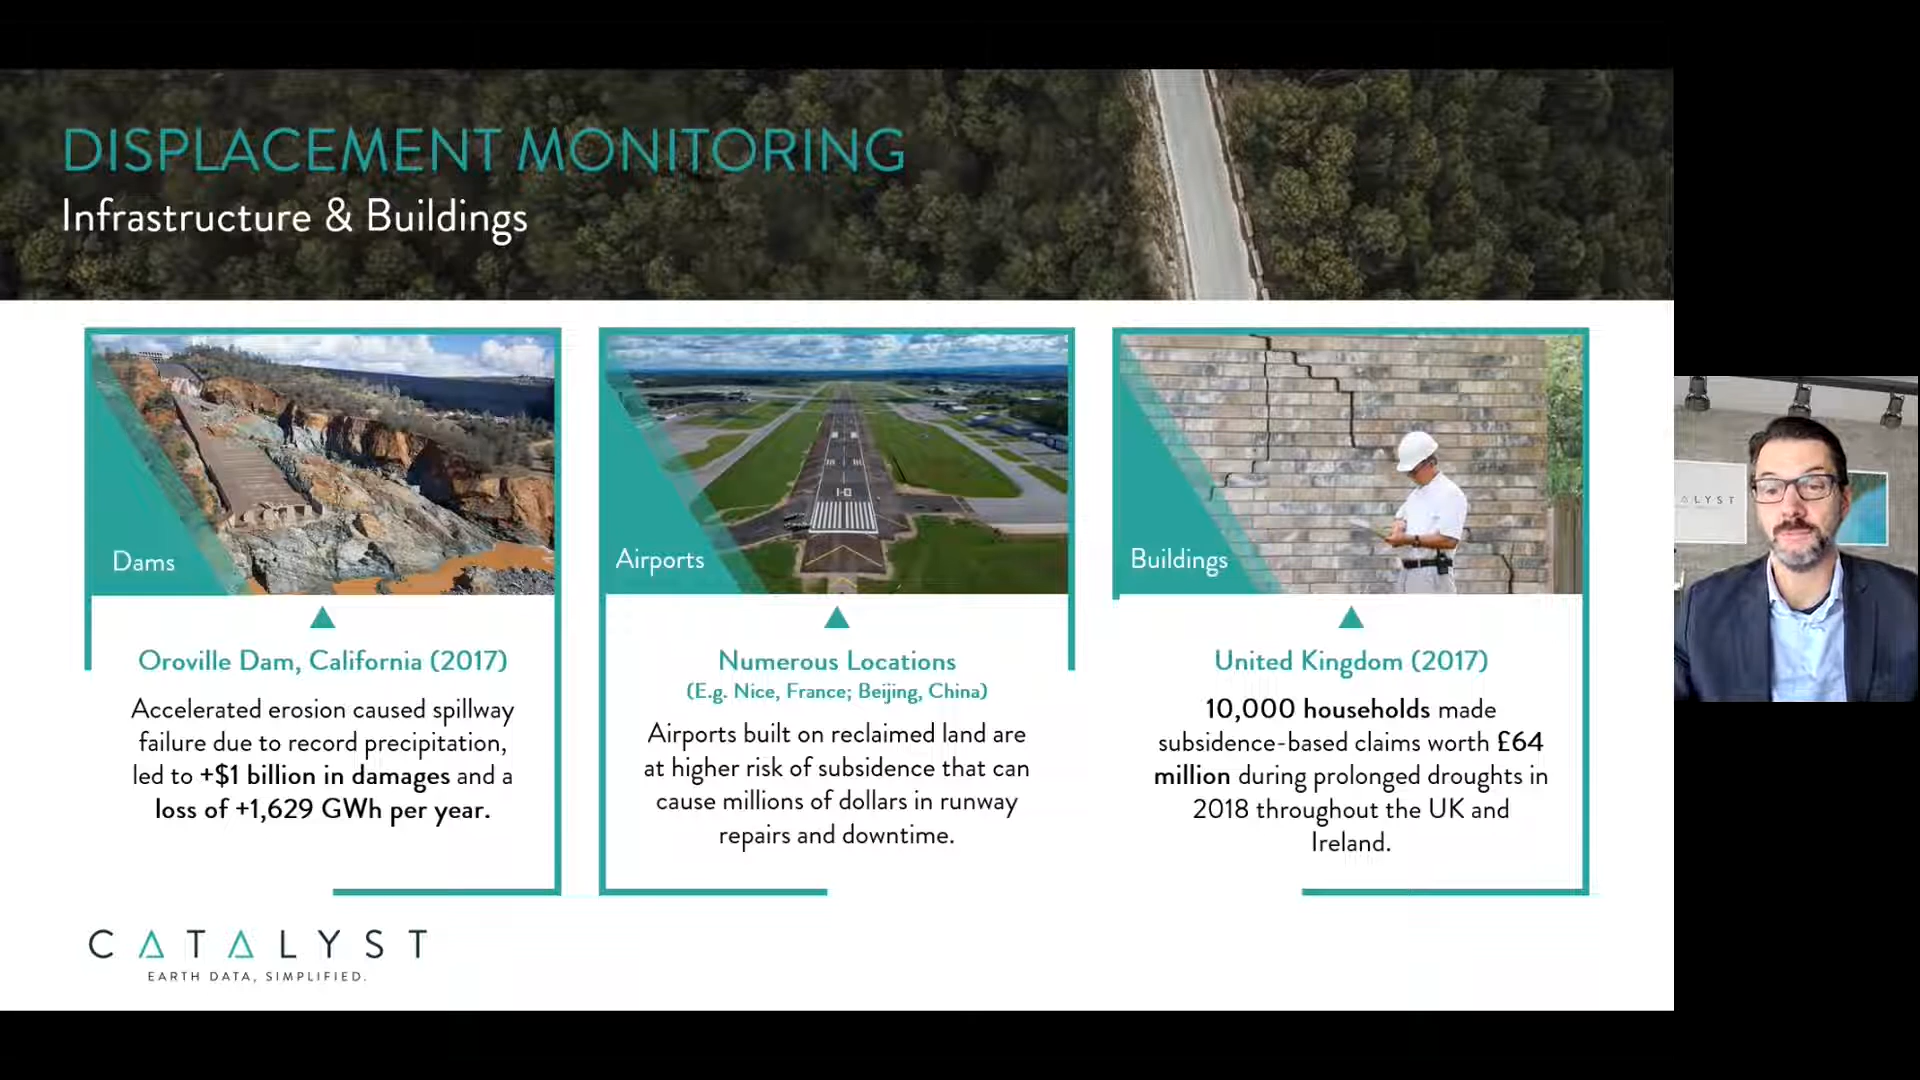 DISPLACEMENT MONITORING
Infrastructure & Buildings
Dams
Oroville Dam, California (2017)
Accelerated erosion caused spillway
failure due to record precipitation,
led to +$1 billion in damages and a
loss of +1,629 GWh per year.
Airports
Numerous Locations
(E.g. Nice, France; Beijing, China)
Airports built on reclaimed land are
at higher risk of subsidence that can
cause millions of dollars in runway
repairs and downtime.
Buildings
United Kingdom (2017)
10,000 households made
subsidence-based claims worth £64
million during prolonged droughts in
2018 throughout the UK and
Ireland.
CATALYST
EARTH DATA, SIMPLIFIED.
ALYST